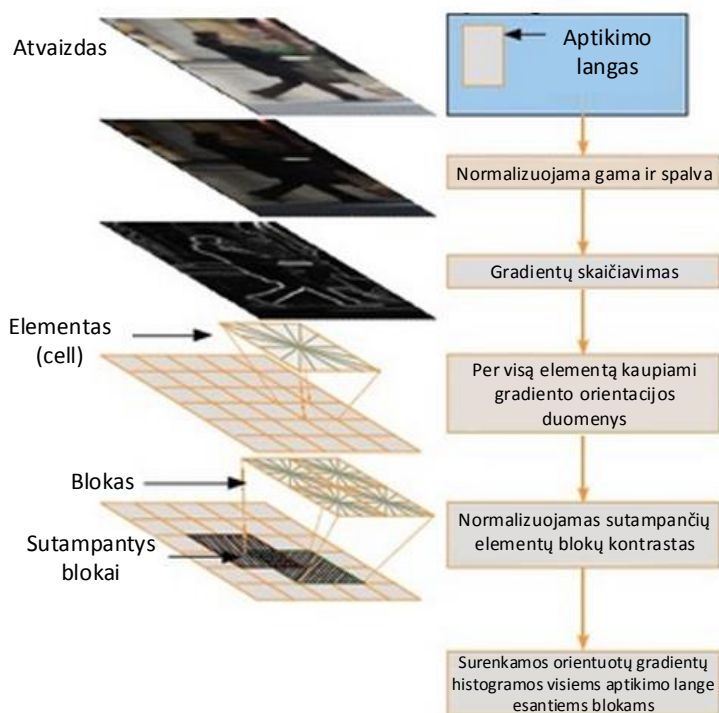 Atvaizdas
Aptikimo
langas
Normalizuojama gama ir spalva
Gradientų skaičiavimas
Elementas
(cell)
Per visą elementą kaupiami
gradiento orientacijos
duomenys
Blokas
Sutampantys
blokai
Normalizuojamas sutampančių
elementų blokų kontrastas
Surenkamos orientuotų gradientų
histogramos visiems aptikimo lange
esantiems blokams